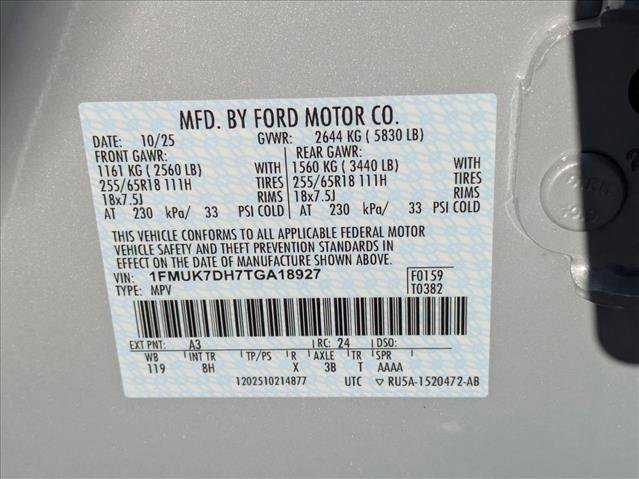 MFD. BY FORD MOTOR CO.
DATE: 10/25 GVWR: 2644 KG ( 5830 LB)
FRONT GAWR: REAR GAWR:
1161 KG ( 2560 LB) WITH 1560 KG ( 3440 LB) WITH
255/65R18 111H TIRES 255/65R18 111H TIRES
18x7.5J RIMS 18x7.5J RIMS
AT 230 kPa/ 33 PSI COLD AT 230 kPa/ 33 PSI COLD
THIS VEHICLE CONFORMS TO ALL APPLICABLE FEDERAL MOTOR
VEHICLE SAFETY AND THEFT PREVENTION STANDARDS IN
EFFECT ON THE DATE OF MANUFACTURE SHOWN ABOVE.
VIN: 1FMUK7DH7TGA18927 F0159
TYPE: MPV T0382
EXT PNT: A3 RC: 24 DSO:
WB INT TR TP/PS R AXLE TR SPR
119 8H X 3B T AAAA
1202510214877 UTC ▽ RU5A-1520472-AB